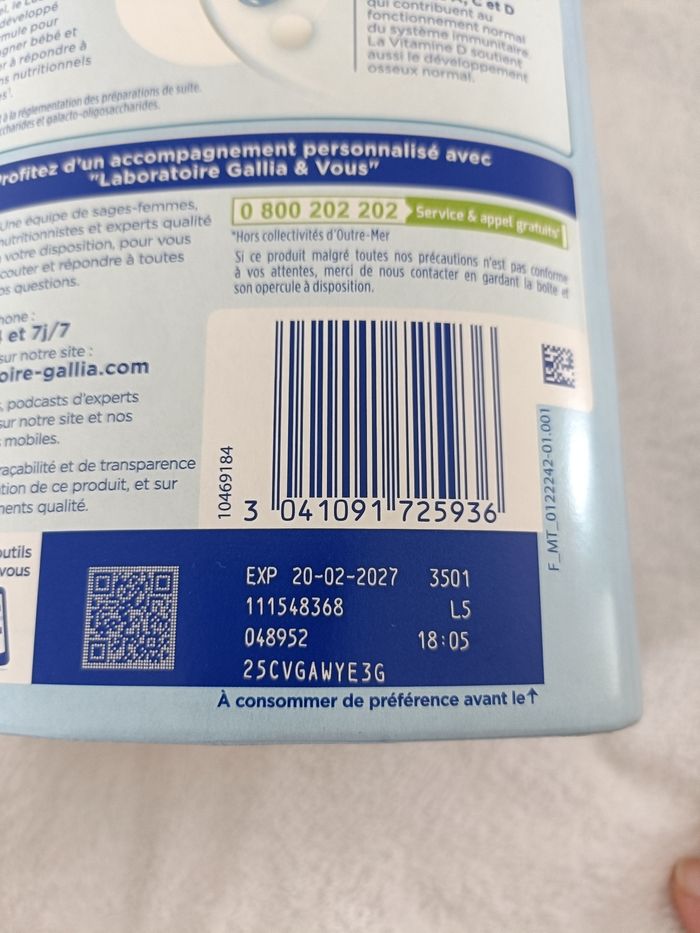 développé
mule pour
gner bébé et
r à répondre à
s nutritionnels
à la réglementation des préparations de suite.
charides et galacto-oligosaccharides.
C et D
qui contribuent au
fonctionnement normal
du système immunitaire
La Vitamine D soutient
aussi le développement
osseux normal.
rofitez d'un accompagnement personnalisé avec
"Laboratoire Gallia & Vous"
Une équipe de sages-femmes,
nutritionnistes et experts qualité
votre disposition, pour vous
couter et répondre à toutes
os questions.
hone :
et 7j/7
sur notre site :
oire-gallia.com
, podcasts d'experts
sur notre site et nos
mobiles.
raçabilité et de transparence
tion de ce produit, et sur
ments qualité.
outils
vous
0 800 202 202 Service & appel gratuits*
*Hors collectivités d'Outre-Mer
Si ce produit malgré toutes nos précautions n'est pas conforme
à vos attentes, merci de nous contacter en gardant la boîte et
son opercule à disposition.
10469184
3 041091 725936
F_MT_0122242-01.001
EXP 20-02-2027 3501
111548368 L5
048952 18:05
25CVGAWYE3G
À consommer de préférence avant le↑